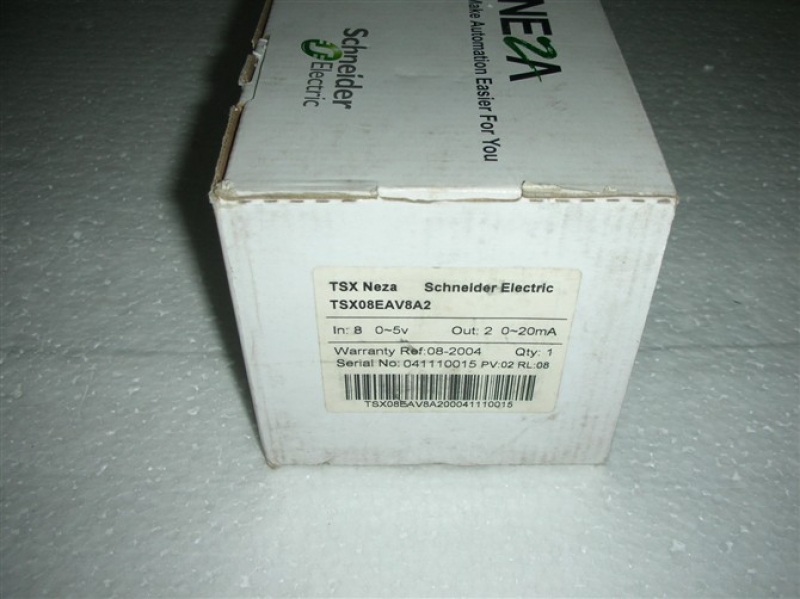 NEZA
Make Automation Easier For You
Schneider
Electric
TSX Neza Schneider Electric
TSX08EAV8A2
In: 8 0~5v Out: 2 0~20mA
Warranty Ref:08-2004 Qty: 1
Serial No: 041110015 PV:02 RL:08
TSX08EAV8A200041110015